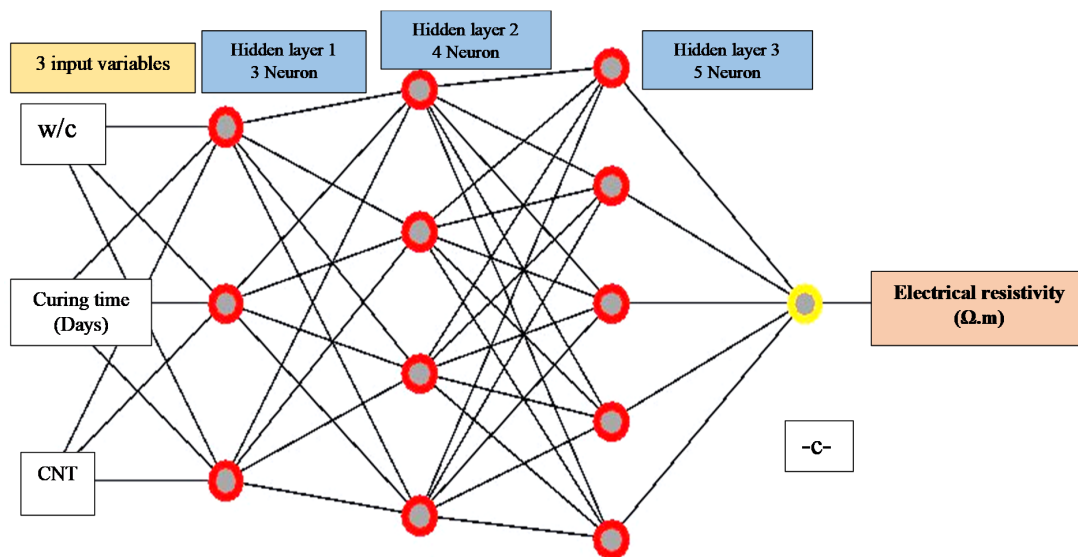 3 input variables
Hidden layer 1
3 Neuron
Hidden layer 2
4 Neuron
Hidden layer 3
5 Neuron
w/c
Curing time
(Days)
CNT
Electrical resistivity
(Ω.m)
-c-